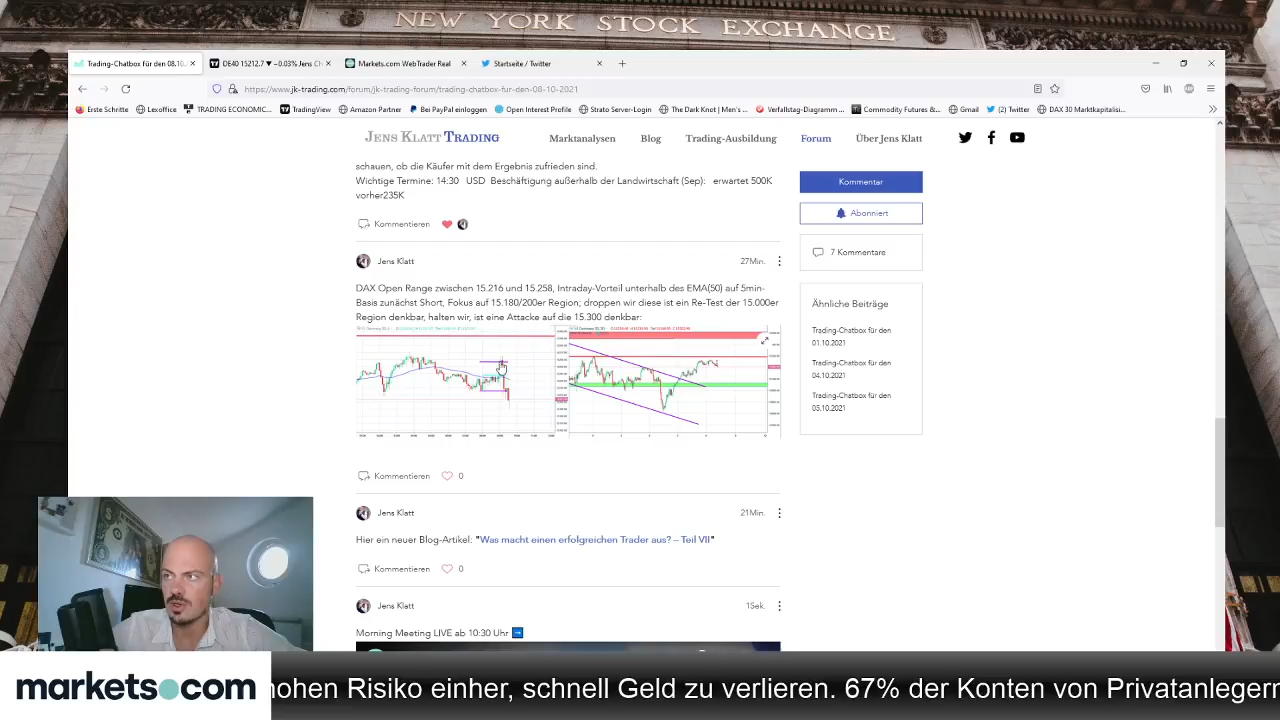 NEW YORK STOCK EXCHANGE
Trading-Chatbox für den 08.10.
DE40 15212.7 ▼ −0.03% Jens Ch
Markets.com WebTrader Real
Startseite / Twitter
https://www.jk-trading.com/forum/jk-trading-forum/trading-chatbox-fur-den-08-10-2021
Erste Schritte
Lexoffice
TRADING ECONOMIC...
TradingView
Amazon Partner
Bei PayPal einloggen
Open Interest Profile
Strato Server-Login
The Dark Knot | Men's ...
Verfallstag-Diagramm ...
Commodity Futures &...
Gmail
Twitter
DAX 30 Marktkapitalisi...
JENS KLATT TRADING
Marktanalysen
Blog
Trading-Ausbildung
Forum
Über Jens Klatt
schauen, ob die Käufer mit dem Ergebnis zufrieden sind.
Wichtige Termine: 14:30 USD Beschäftigung außerhalb der Landwirtschaft (Sep): erwartet 500K
vorher235K
Kommentieren
Jens Klatt
27Min.
DAX Open Range zwischen 15.216 und 15.258, Intraday-Vorteil unterhalb des EMA(50) auf 5min-
Basis zunächst Short, Fokus auf 15.180/200er Region; droppen wir diese ist ein Re-Test der 15.000er
Region denkbar, halten wir, ist eine Attacke auf die 15.300 denkbar:
Kommentieren
0
Jens Klatt
21Min.
Hier ein neuer Blog-Artikel: "Was macht einen erfolgreichen Trader aus? – Teil VII"
Kommentieren
0
Jens Klatt
1Sek.
Morning Meeting LIVE ab 10:30 Uhr
Kommentar
Abonniert
7 Kommentare
Ähnliche Beiträge
Trading-Chatbox für den
01.10.2021
Trading-Chatbox für den
04.10.2021
Trading-Chatbox für den
05.10.2021
markets.com
hohen Risiko einher, schnell Geld zu verlieren. 67% der Konten von Privatanlegern